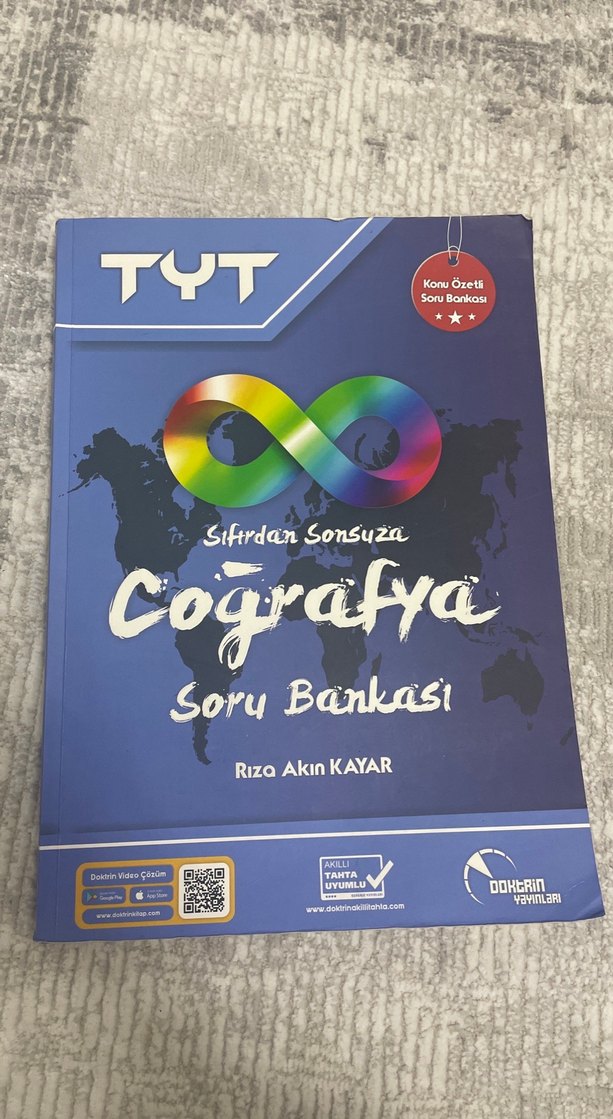 TYT
Konu Özetli
Soru Bankası
Sıfırdan Sonsuza
Coğrafya
Soru Bankası
Rıza Akın KAYAR
Doktrin Video Çözüm
Google Play
App Store
www.doktrinkitap.com
AKILLI
TAHTA
UYUMLU
www.doktrinakillitahta.com
DOKTRİN
YAYINLARI